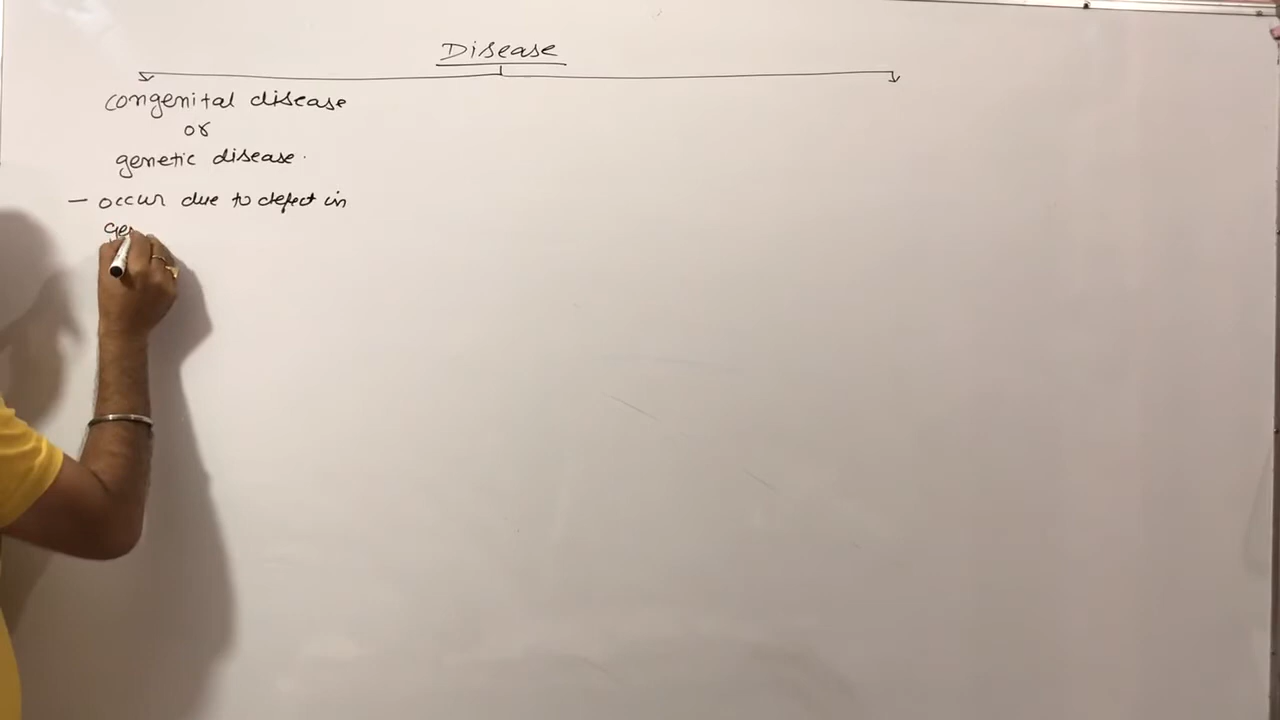 Disease
congenital disease
or
genetic disease.
- occur due to defect in
ge